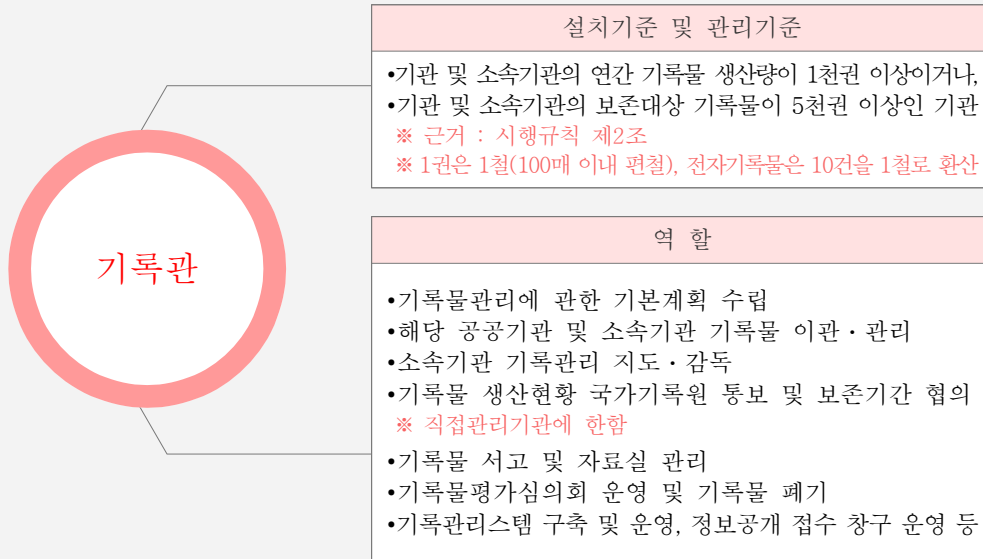 설치기준 및 관리기준
•기관 및 소속기관의 연간 기록물 생산량이 1천권 이상이거나,
•기관 및 소속기관의 보존대상 기록물이 5천권 이상인 기관
※ 근거 : 시행규칙 제2조
※ 1권은 1철(100매 이내 편철), 전자기록물은 10건을 1철로 환산
기록관
역 할
•기록물관리에 관한 기본계획 수립
•해당 공공기관 및 소속기관 기록물 이관・관리
•소속기관 기록관리 지도・감독
•기록물 생산현황 국가기록원 통보 및 보존기간 협의
※ 직접관리기관에 한함
•기록물 서고 및 자료실 관리
•기록물평가심의회 운영 및 기록물 폐기
•기록관리스템 구축 및 운영, 정보공개 접수 창구 운영 등